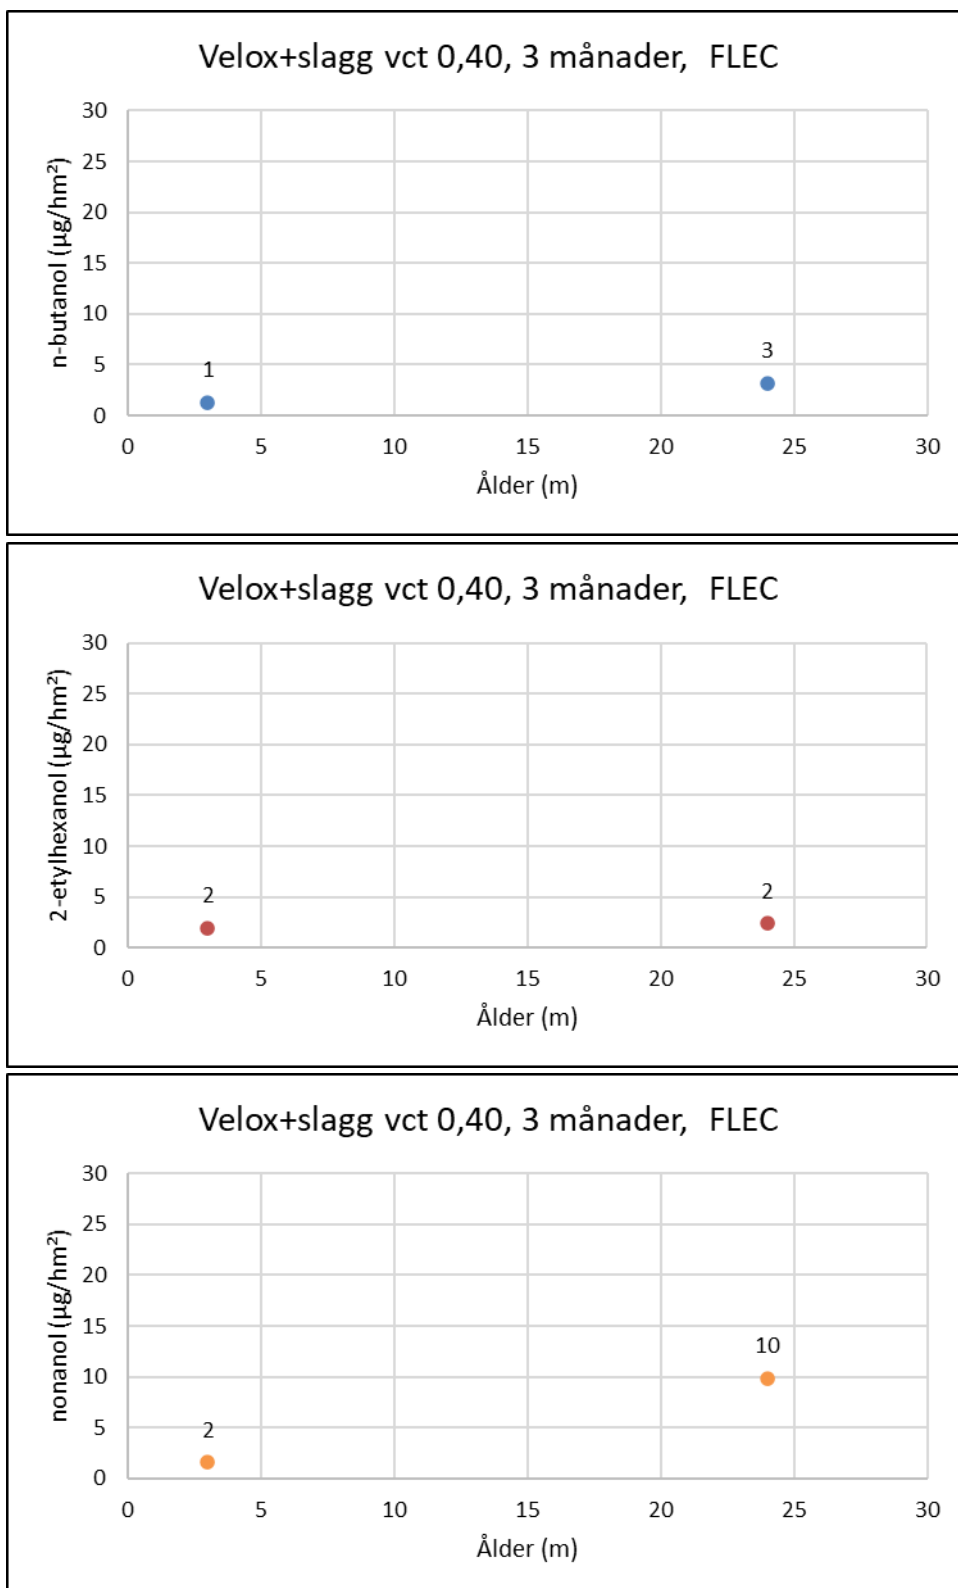 Velox+slagg vct 0,40, 3 månader, FLEC
n-butanol (µg/hm²)
30
25
20
15
10
5
0
1
3
0 5 10 15 20 25 30
Ålder (m)
Velox+slagg vct 0,40, 3 månader, FLEC
2-etylhexanol (µg/hm²)
30
25
20
15
10
5
0
2
2
0 5 10 15 20 25 30
Ålder (m)
Velox+slagg vct 0,40, 3 månader, FLEC
nonanol (µg/hm²)
30
25
20
15
10
5
0
2
10
0 5 10 15 20 25 30
Ålder (m)